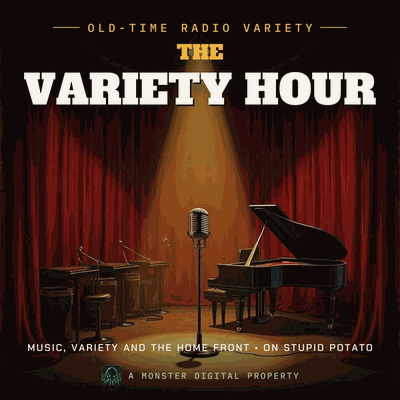 OLD-TIME RADIO VARIETY
THE
VARIETY HOUR
MUSIC, VARIETY AND THE HOME FRONT • ON STUPID POTATO
A MONSTER DIGITAL PROPERTY